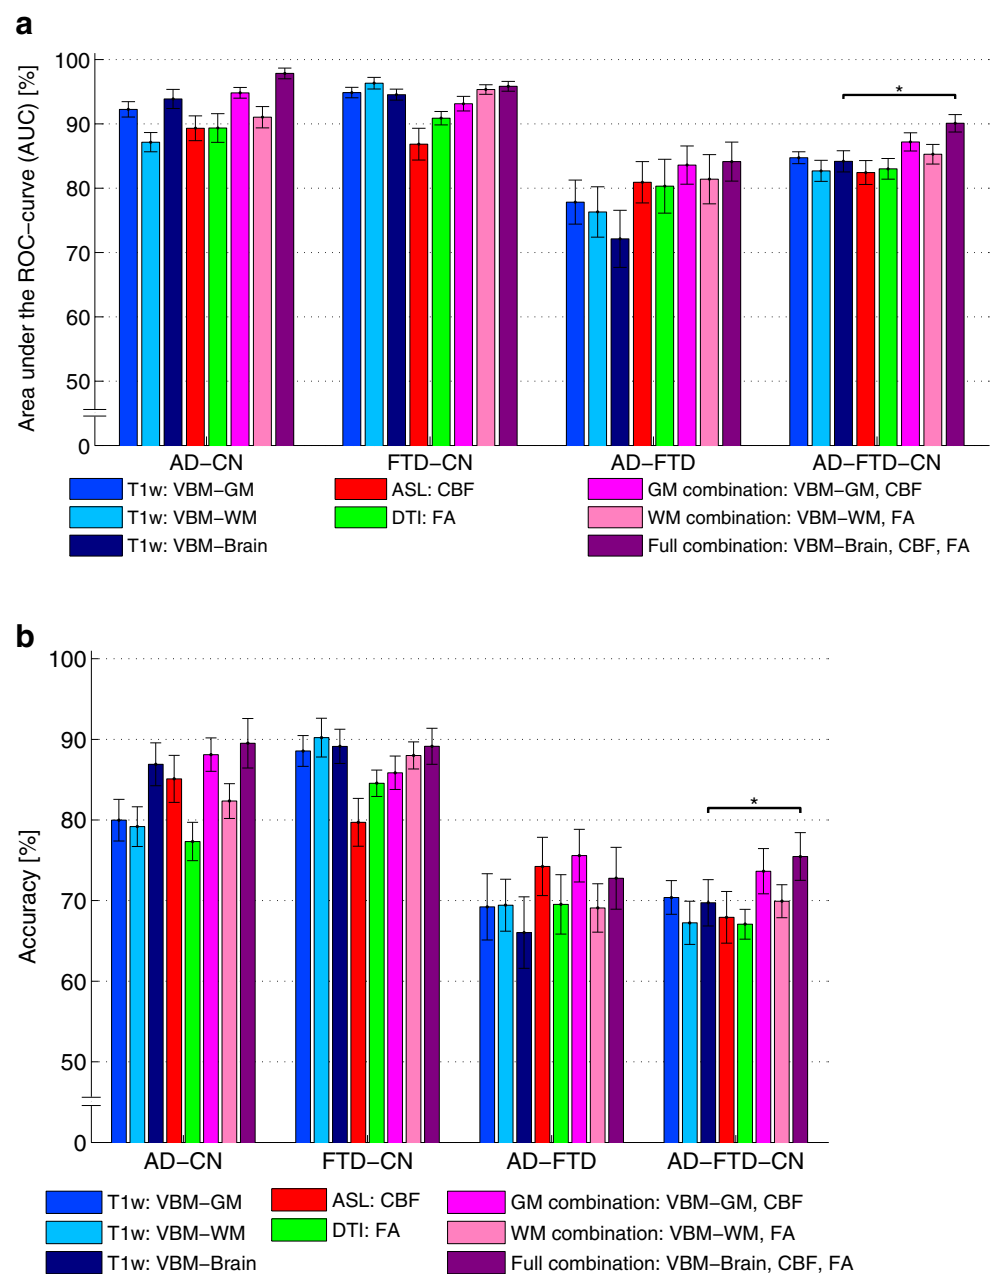 a
Area under the ROC-curve (AUC) [%]
100
90
80
70
60
50
0
*
AD-CN
FTD-CN
AD-FTD
AD-FTD-CN
T1w: VBM-GM
T1w: VBM-WM
T1w: VBM-Brain
ASL: CBF
DTI: FA
GM combination: VBM-GM, CBF
WM combination: VBM-WM, FA
Full combination: VBM-Brain, CBF, FA
b
Accuracy [%]
100
90
80
70
60
50
0
*
AD-CN
FTD-CN
AD-FTD
AD-FTD-CN
T1w: VBM-GM
T1w: VBM-WM
T1w: VBM-Brain
ASL: CBF
DTI: FA
GM combination: VBM-GM, CBF
WM combination: VBM-WM, FA
Full combination: VBM-Brain, CBF, FA